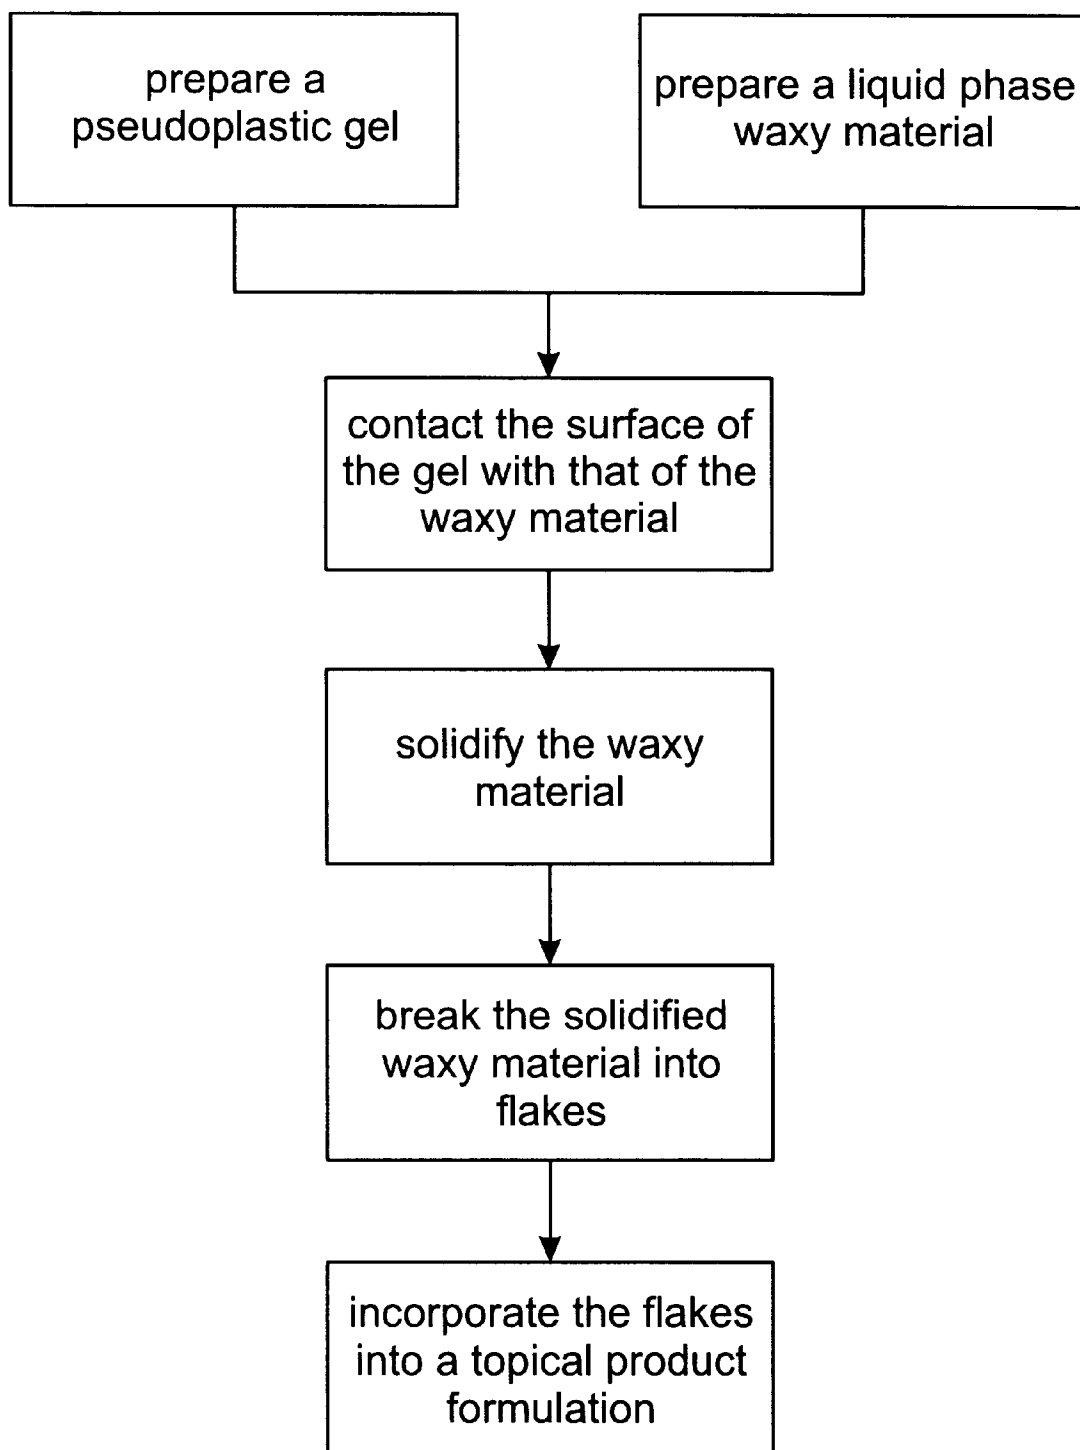 prepare a
pseudoplastic gel
prepare a liquid phase
waxy material
contact the surface of
the gel with that of the
waxy material
solidify the waxy
material
break the solidified
waxy material into
flakes
incorporate the flakes
into a topical product
formulation